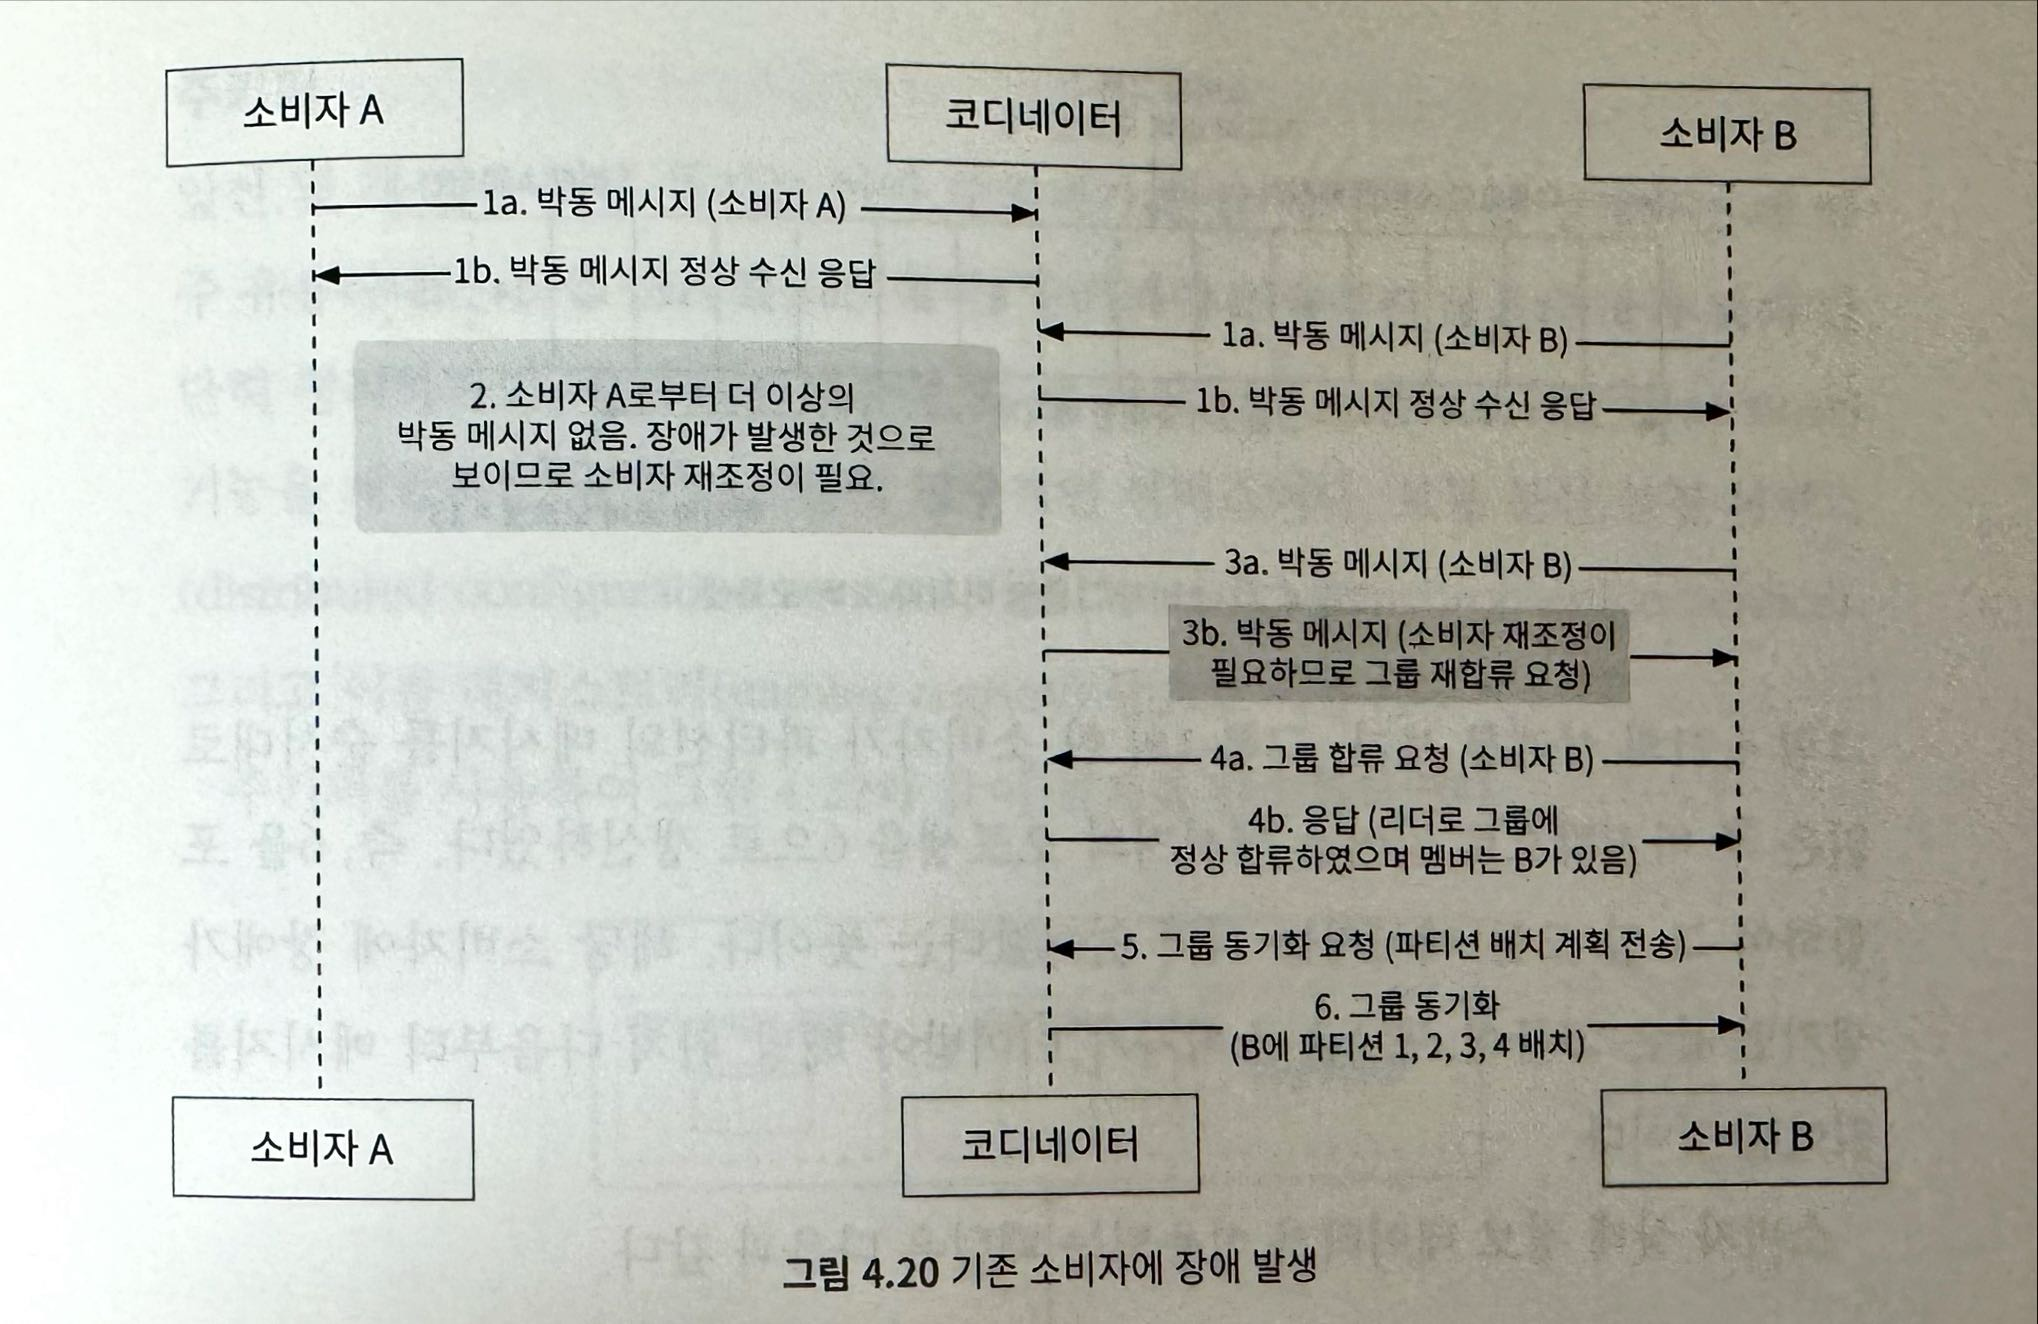 소비자 A
코디네이터
소비자 B
1a. 박동 메시지 (소비자 A)
1b. 박동 메시지 정상 수신 응답
1a. 박동 메시지 (소비자 B)
1b. 박동 메시지 정상 수신 응답
2. 소비자 A로부터 더 이상의
박동 메시지 없음. 장애가 발생한 것으로
보이므로 소비자 재조정이 필요.
3a. 박동 메시지 (소비자 B)
3b. 박동 메시지 (소비자 재조정이
필요하므로 그룹 재합류 요청)
4a. 그룹 합류 요청 (소비자 B)
4b. 응답 (리더로 그룹에
정상 합류하였으며 멤버는 B가 있음)
5. 그룹 동기화 요청 (파티션 배치 계획 전송)
6. 그룹 동기화
(B에 파티션 1, 2, 3, 4 배치)
소비자 A
코디네이터
소비자 B
그림 4.20 기존 소비자에 장애 발생